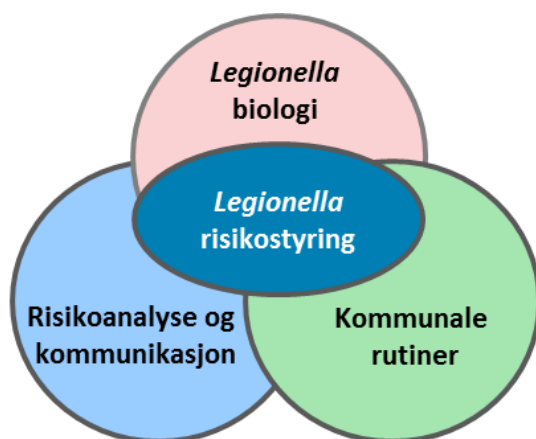 Legionella
biologi
Legionella
risikostyring
Risikoanalyse og
kommunikasjon
Kommunale
rutiner